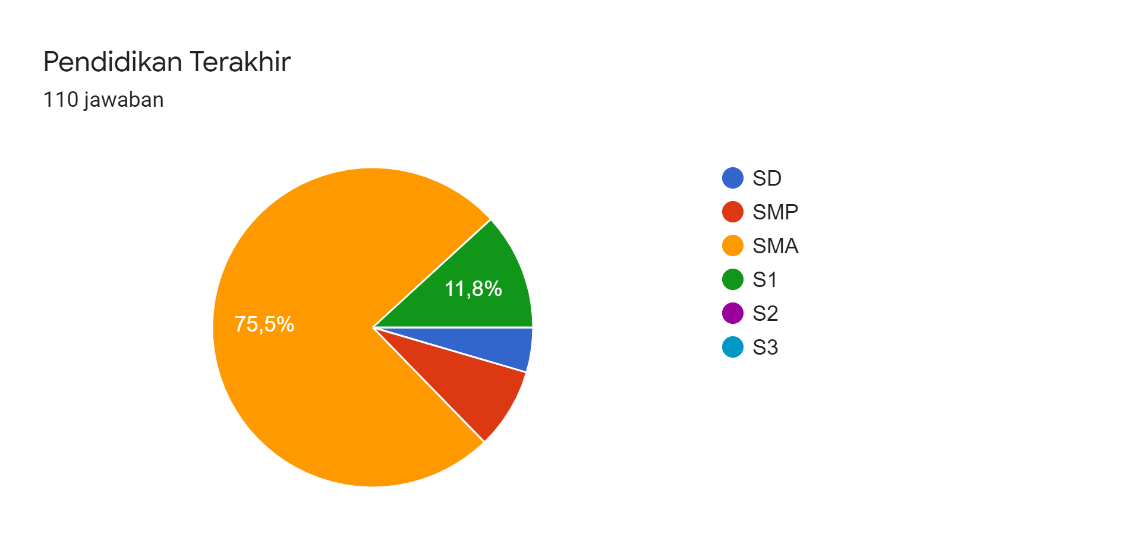 Pendidikan Terakhir
110 jawaban
75,5%
11,8%
SD
SMP
SMA
S1
S2
S3